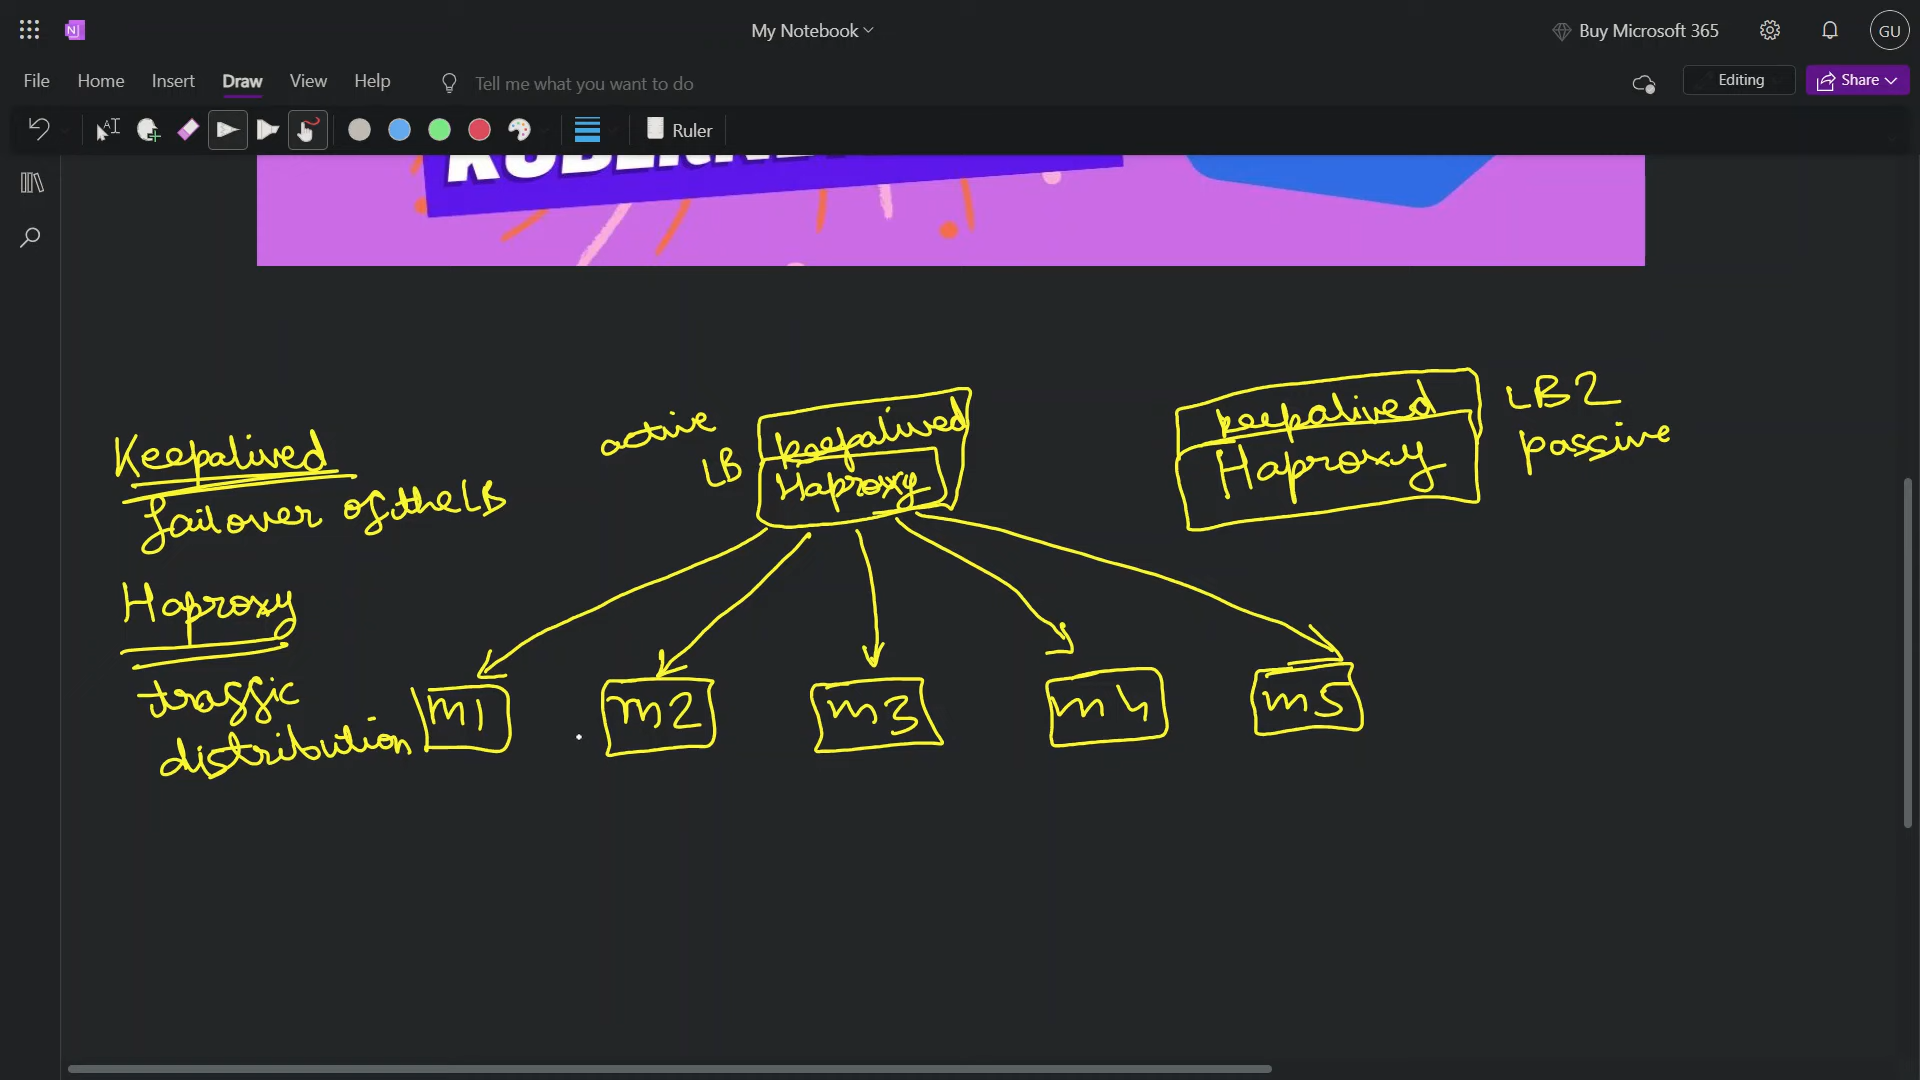 My Notebook
Buy Microsoft 365
GU
File Home Insert Draw View Help
Tell me what you want to do
Editing
Share
Ruler
active
LB
keepalived
Haproxy
keepalived
Haproxy
LB2
passive
Keepalived
failover of the LB
Haproxy
traffic
distribution
m1
m2
m3
m4
m5